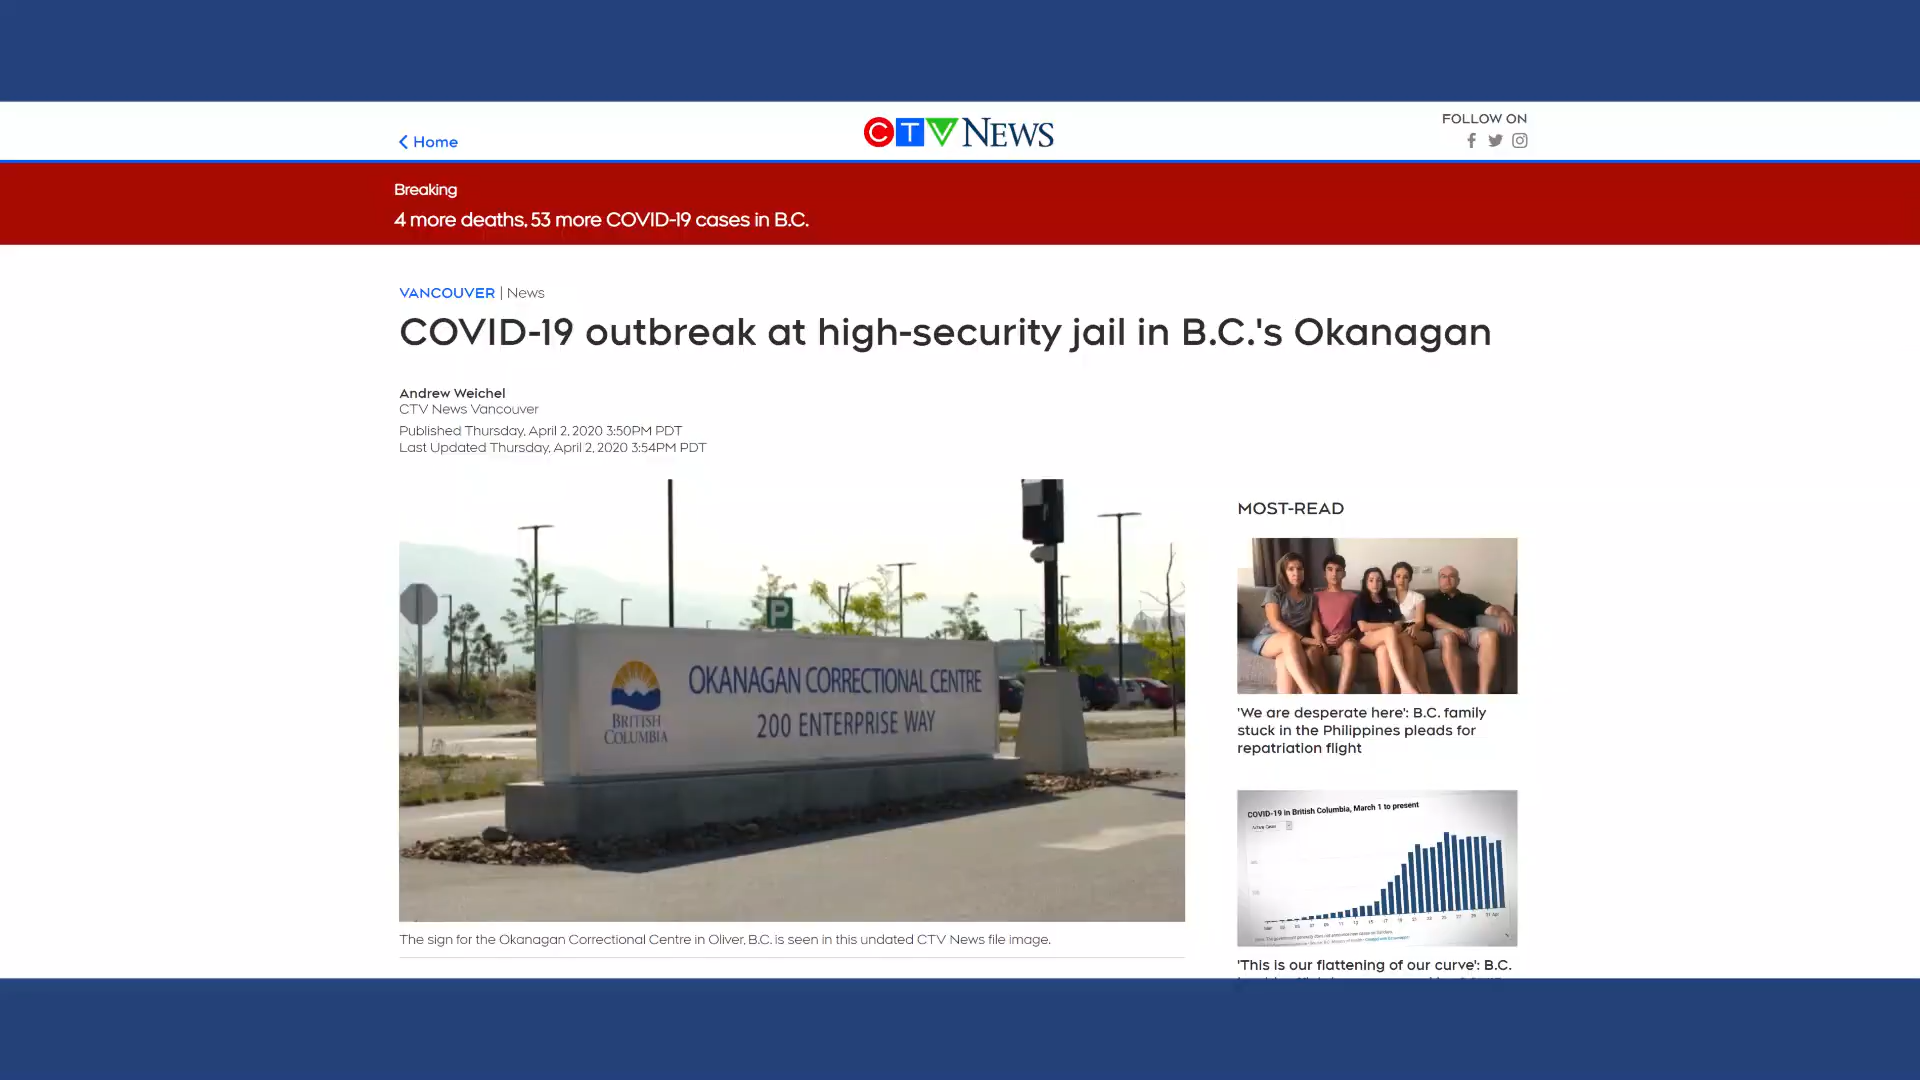 Home
CTV NEWS
FOLLOW ON
Breaking
4 more deaths, 53 more COVID-19 cases in B.C.
VANCOUVER | News
COVID-19 outbreak at high-security jail in B.C.'s Okanagan
Andrew Weichel
CTV News Vancouver
Published Thursday, April 2, 2020 3:50PM PDT
Last Updated Thursday, April 2, 2020 3:54PM PDT
P
OKANAGAN CORRECTIONAL CENTRE
200 ENTERPRISE WAY
BRITISH
COLUMBIA
The sign for the Okanagan Correctional Centre in Oliver, B.C. is seen in this undated CTV News file image.
MOST-READ
'We are desperate here': B.C. family
stuck in the Philippines pleads for
repatriation flight
COVID-19 in British Columbia, March 1 to present
'This is our flattening of our curve': B.C.